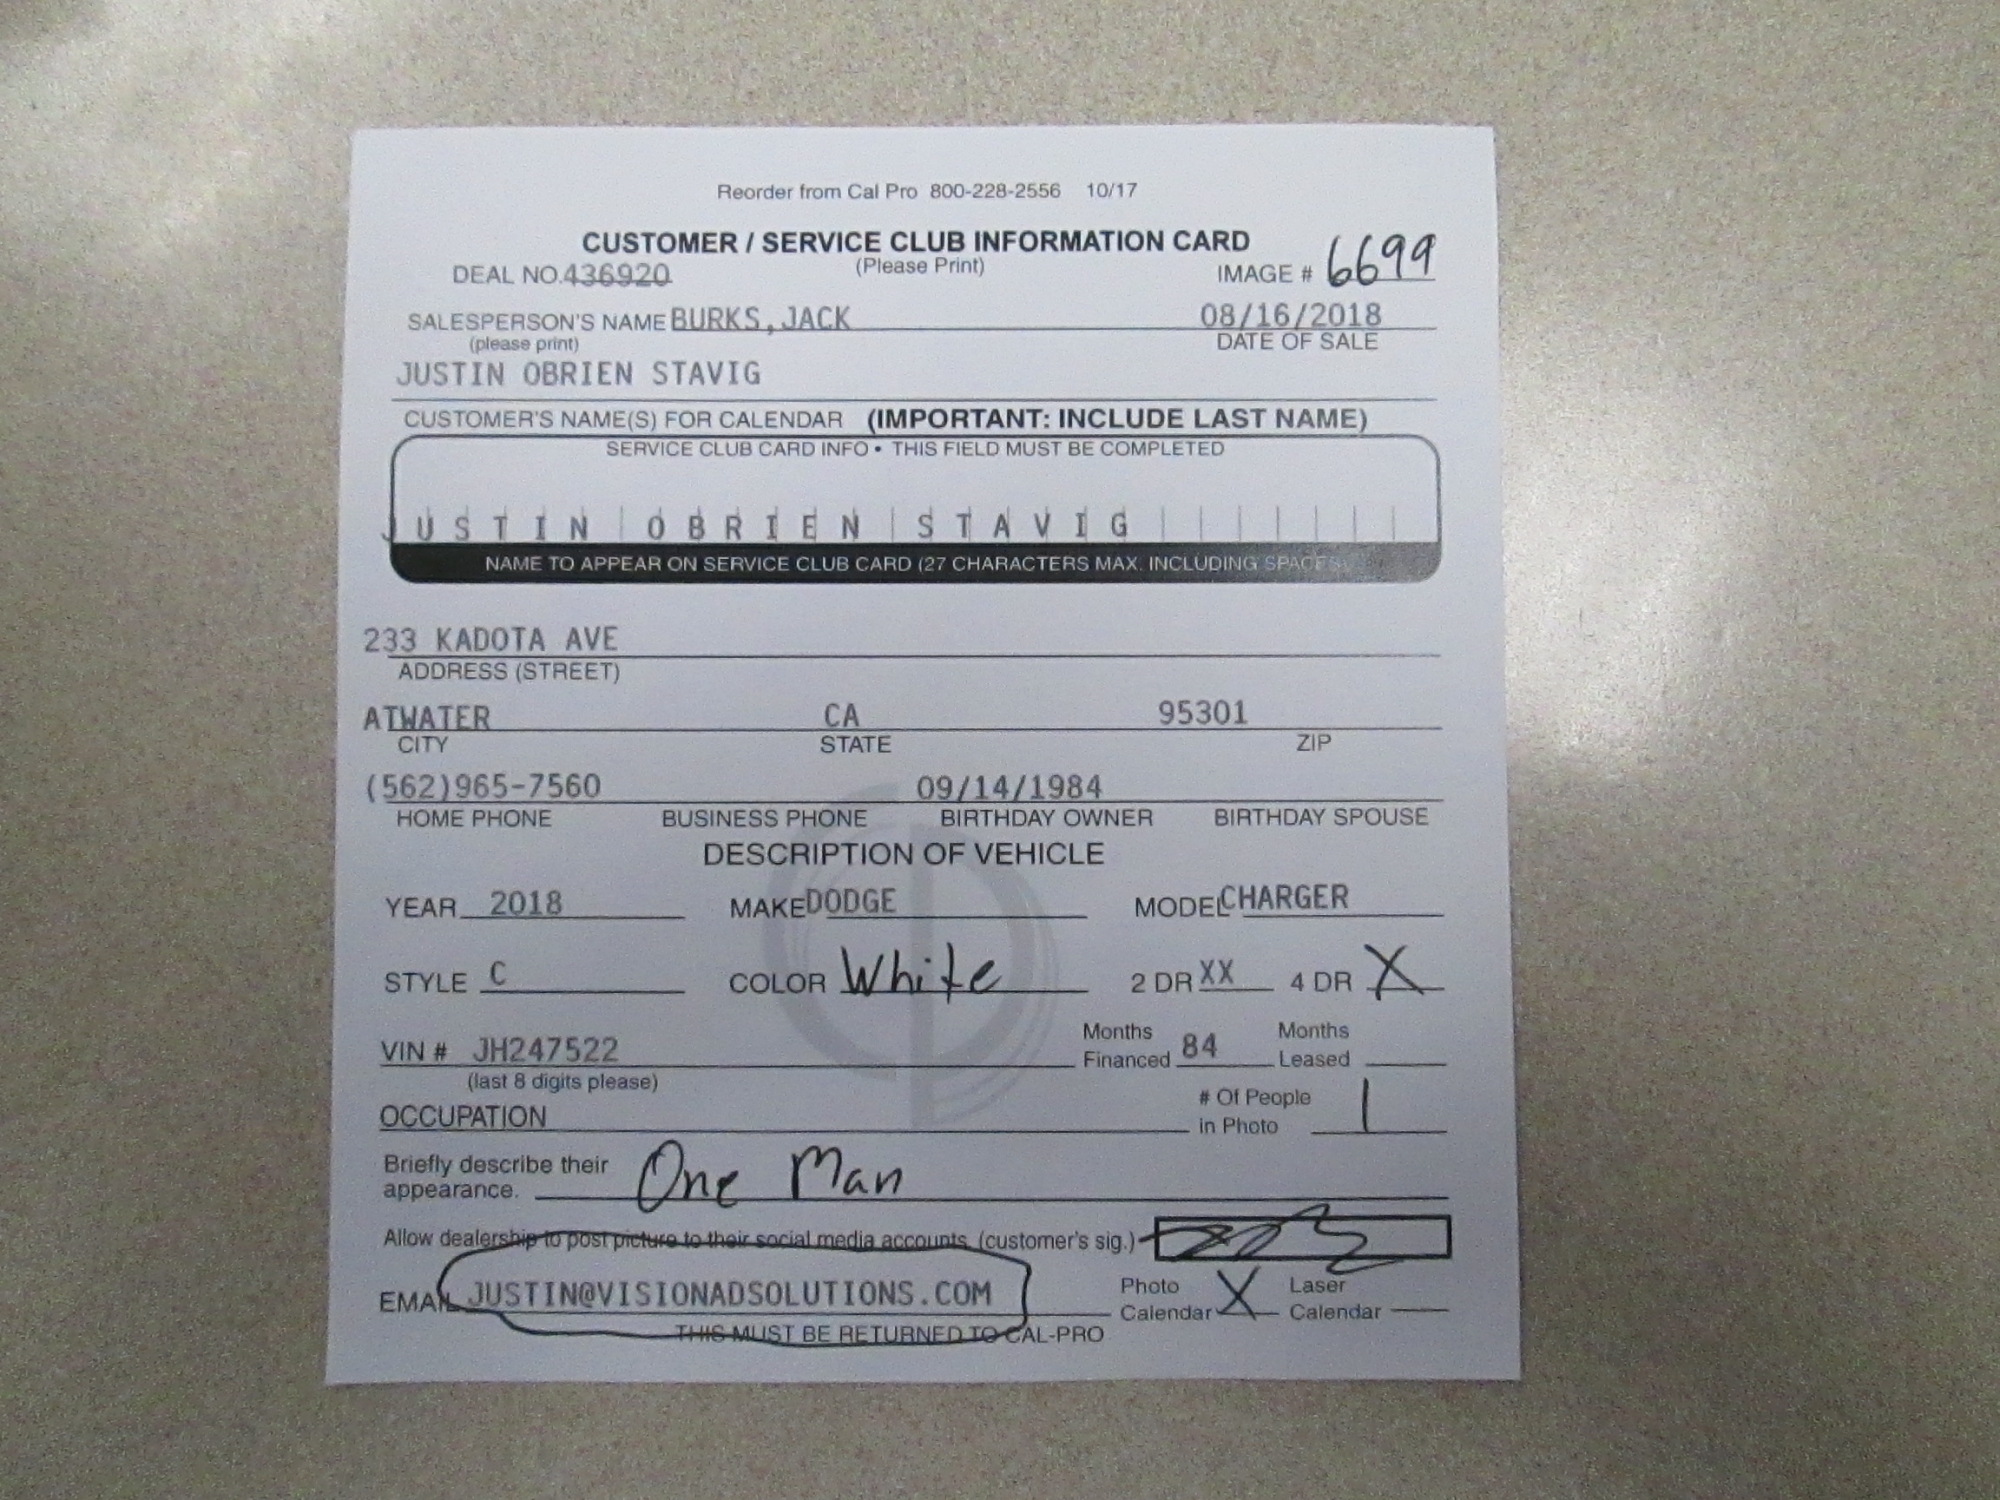 Reorder from Cal Pro 800-228-2556 10/17
CUSTOMER / SERVICE CLUB INFORMATION CARD
DEAL NO. 436920 (Please Print) IMAGE # 6699
SALESPERSON'S NAME BURKS, JACK 08/16/2018
(please print) DATE OF SALE
JUSTIN OBRIEN STAVIG
CUSTOMER'S NAME(S) FOR CALENDAR (IMPORTANT: INCLUDE LAST NAME)
SERVICE CLUB CARD INFO • THIS FIELD MUST BE COMPLETED
JUSTIN OBRIEN STAVIG
NAME TO APPEAR ON SERVICE CLUB CARD (27 CHARACTERS MAX. INCLUDING SPACES)
233 KADOTA AVE
ADDRESS (STREET)
ATWATER CA 95301
CITY STATE ZIP
(562)965-7560 09/14/1984
HOME PHONE BUSINESS PHONE BIRTHDAY OWNER BIRTHDAY SPOUSE
DESCRIPTION OF VEHICLE
YEAR 2018 MAKE DODGE MODEL CHARGER
STYLE C COLOR White 2 DR XX 4 DR X
VIN # JH247522 Months Financed 84 Months Leased
(last 8 digits please)
OCCUPATION # Of People in Photo 1
Briefly describe their appearance. One Man
Allow dealership to post picture to their social media accounts. (customer's sig.)
EMAIL JUSTIN@VISIONADSOLUTIONS.COM Photo Calendar X Laser Calendar
THIS MUST BE RETURNED TO CAL-PRO